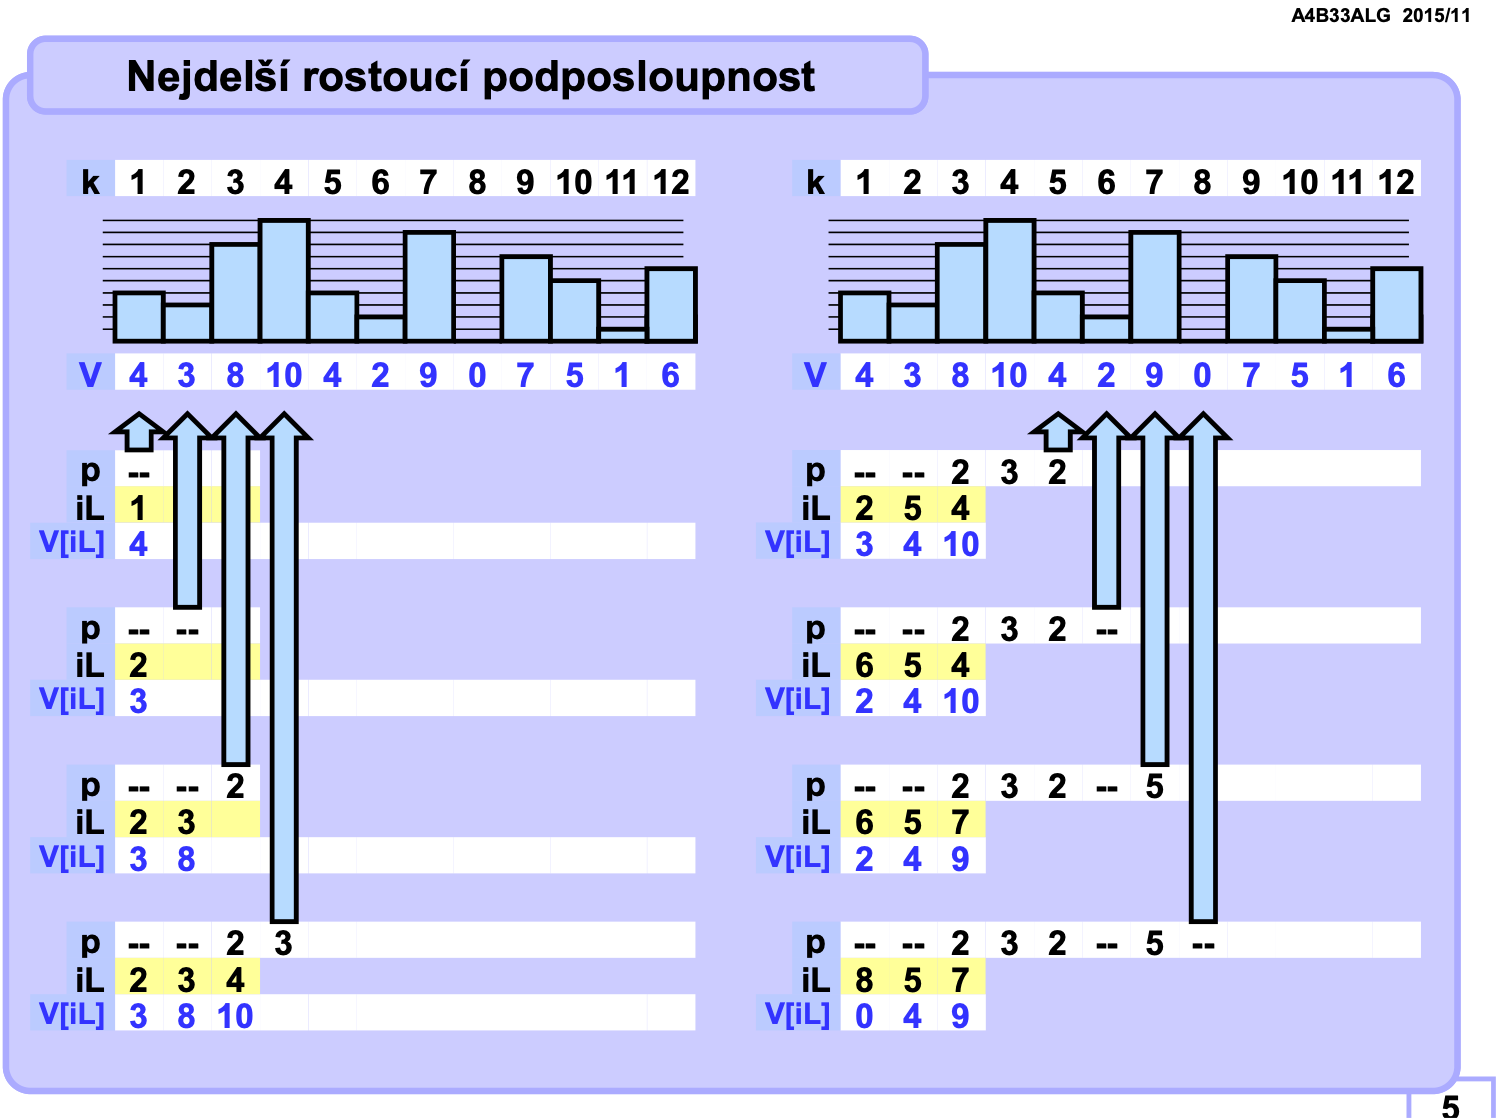 A4B33ALG 2015/11
Nejdelší rostoucí podposloupnost
k 1 2 3 4 5 6 7 8 9 10 11 12
V 4 3 8 10 4 2 9 0 7 5 1 6
p --
iL 1
V[iL] 4
p -- --
iL 2
V[iL] 3
p -- -- 2
iL 2 3
V[iL] 3 8
p -- -- 2 3
iL 2 3 4
V[iL] 3 8 10
k 1 2 3 4 5 6 7 8 9 10 11 12
V 4 3 8 10 4 2 9 0 7 5 1 6
p -- -- 2 3 2
iL 2 5 4
V[iL] 3 4 10
p -- -- 2 3 2 --
iL 6 5 4
V[iL] 2 4 10
p -- -- 2 3 2 -- 5
iL 6 5 7
V[iL] 2 4 9
p -- -- 2 3 2 -- 5 --
iL 8 5 7
V[iL] 0 4 9
5